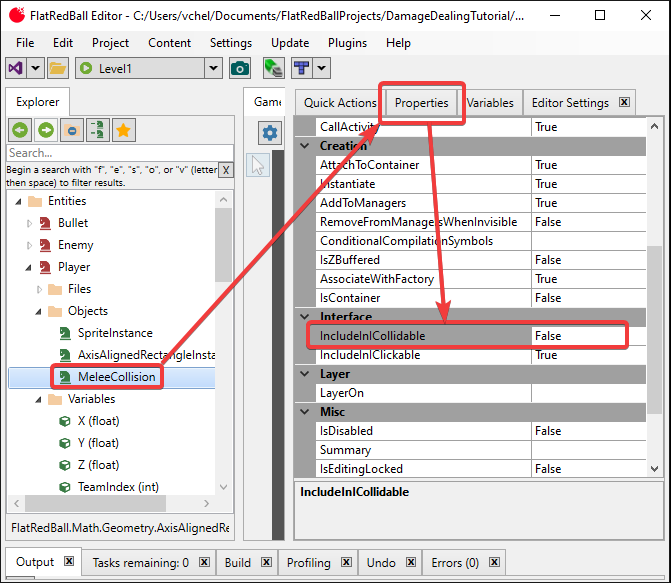 FlatRedBall Editor - C:/Users/vchel/Documents/FlatRedBallProjects/DamageDealingTutorial/...
File Edit Project Content Settings Update Plugins Help
Level1
Explorer
Search...
Begin a search with "f", "e", "s", "o", or "v" (letter
then space) to filter results.
X
Entities
Bullet
Enemy
Player
Files
Objects
SpriteInstance
AxisAlignedRectangleInsta
MeleeCollision
Variables
X (float)
Y (float)
Z (float)
TeamIndex (int)
FlatRedBall.Math.Geometry.AxisAlignedRe
Game
Quick Actions Properties Variables Editor Settings
CallActivity True
Creation
AttachToContainer True
Instantiate True
AddToManagers True
RemoveFromManagersWhenInvisible False
ConditionalCompilationSymbols
IsZBuffered False
AssociateWithFactory True
IsContainer False
Interface
IncludeInICollidable False
IncludeInIClickable True
Layer
LayerOn
Misc
IsDisabled False
Summary
IsEditingLocked False
IncludeInICollidable
Output Tasks remaining: 0 Build Profiling Undo Errors (0)